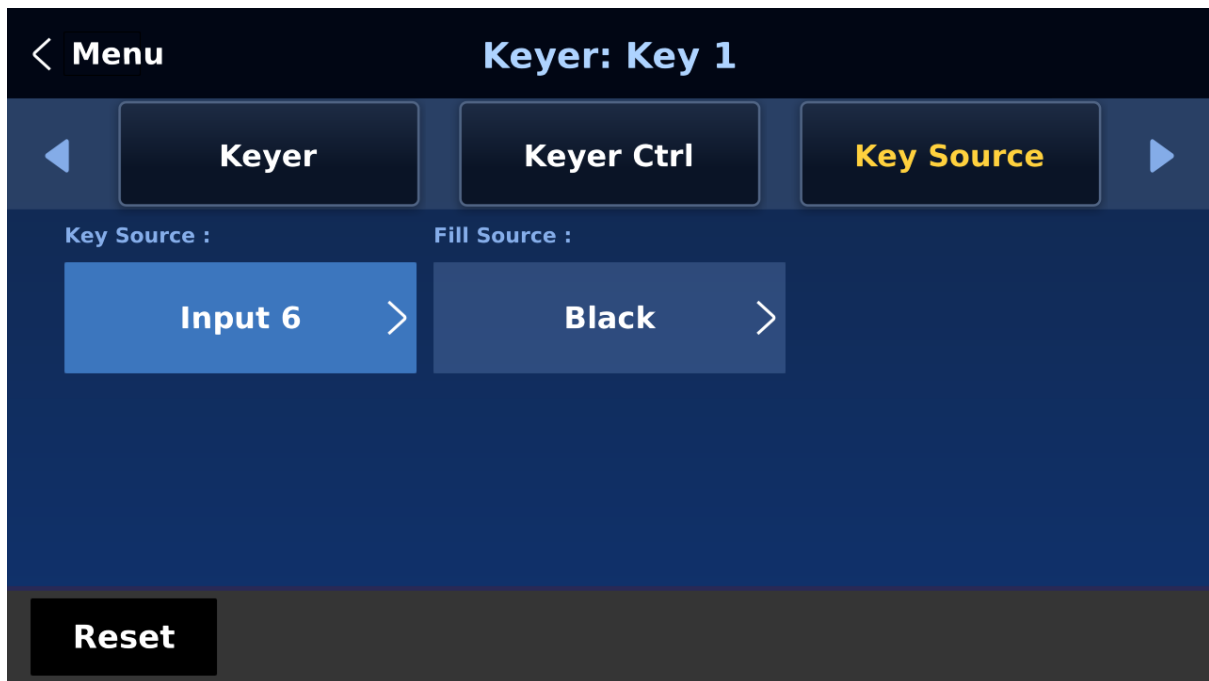 Menu
Keyer: Key 1
Keyer
Keyer Ctrl
Key Source
Key Source :
Fill Source :
Input 6
Black
Reset